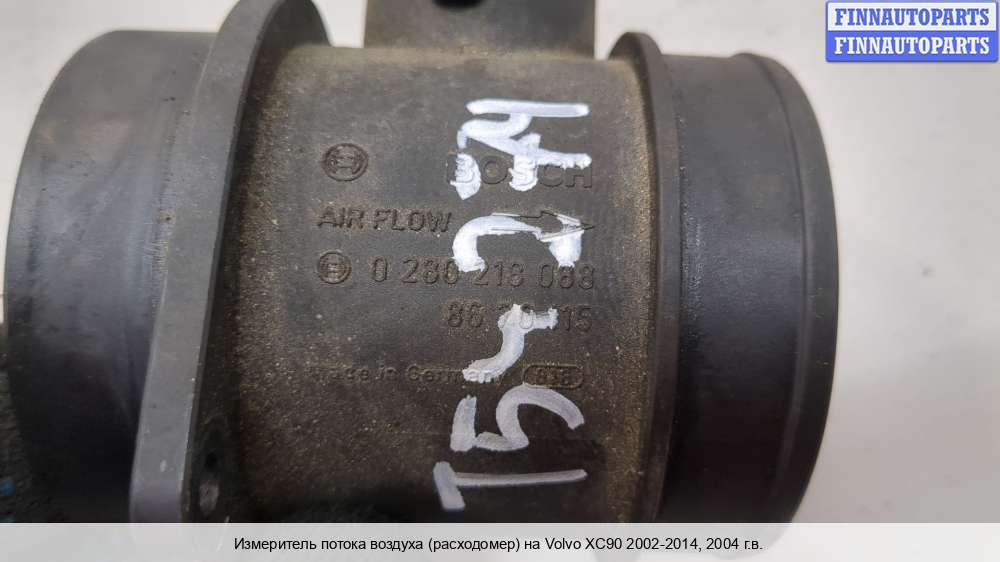 FINNAUTOPARTS
FINNAUTOPARTS
BOSCH
AIR FLOW
0 280 218 088
Made in Germany
Измеритель потока воздуха (расходомер) на Volvo XC90 2002-2014, 2004 г.в.